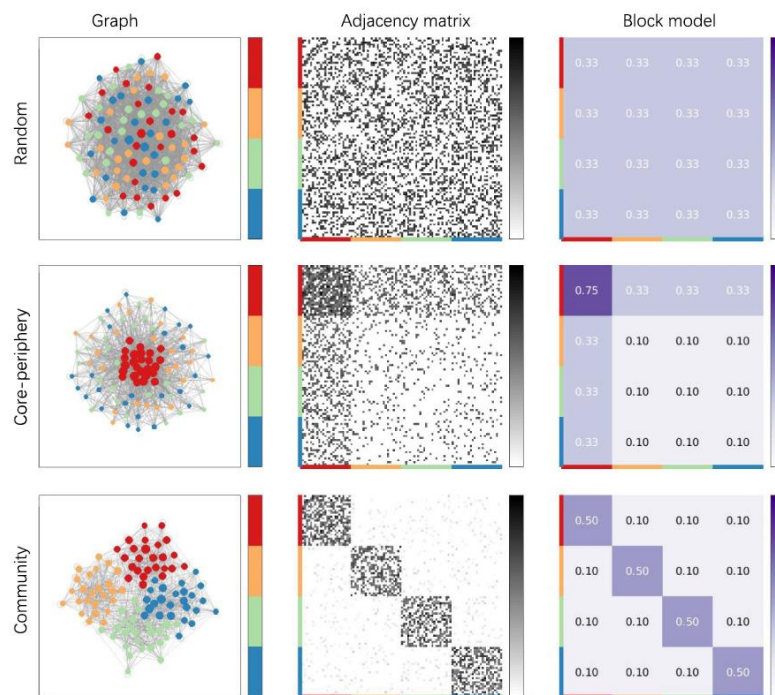 Graph Adjacency matrix Block model
Random
0.33 0.33 0.33 0.33
0.33 0.33 0.33 0.33
0.33 0.33 0.33 0.33
0.33 0.33 0.33 0.33
Core-periphery
0.75 0.33 0.33 0.33
0.33 0.10 0.10 0.10
0.33 0.10 0.10 0.10
0.33 0.10 0.10 0.10
Community
0.50 0.10 0.10 0.10
0.10 0.50 0.10 0.10
0.10 0.10 0.50 0.10
0.10 0.10 0.10 0.50